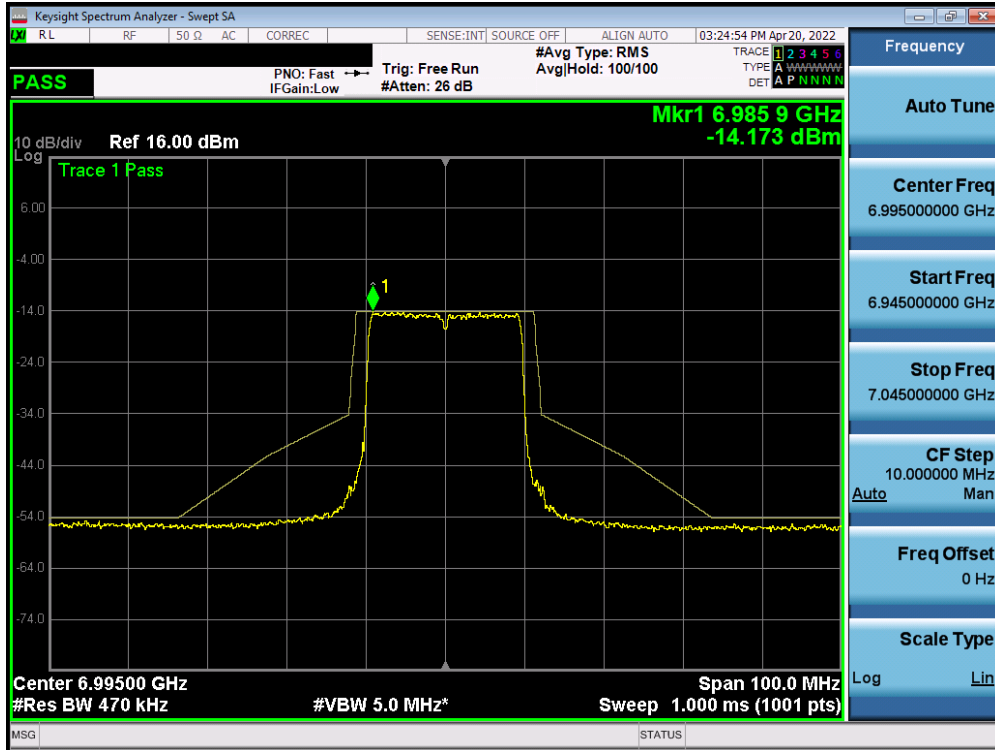 Keysight Spectrum Analyzer - Swept SA
LXI RL RF 50 Ω AC CORREC SENSE:INT SOURCE OFF ALIGN AUTO 03:24:54 PM Apr 20, 2022
PASS
PNO: Fast
IFGain:Low
Trig: Free Run
#Atten: 26 dB
#Avg Type: RMS
Avg|Hold: 100/100
TRACE 1 2 3 4 5 6
TYPE A WWWWW
DET A P N N N N
Mkr1 6.985 9 GHz
-14.173 dBm
10 dB/div Ref 16.00 dBm
Log
Trace 1 Pass
1
6.00
-4.00
-14.0
-24.0
-34.0
-44.0
-54.0
-64.0
-74.0
Center 6.99500 GHz Span 100.0 MHz
#Res BW 470 kHz #VBW 5.0 MHz* Sweep 1.000 ms (1001 pts)
MSG STATUS
Frequency
Auto Tune
Center Freq
6.995000000 GHz
Start Freq
6.945000000 GHz
Stop Freq
7.045000000 GHz
CF Step
10.000000 MHz
Auto Man
Freq Offset
0 Hz
Scale Type
Log Lin